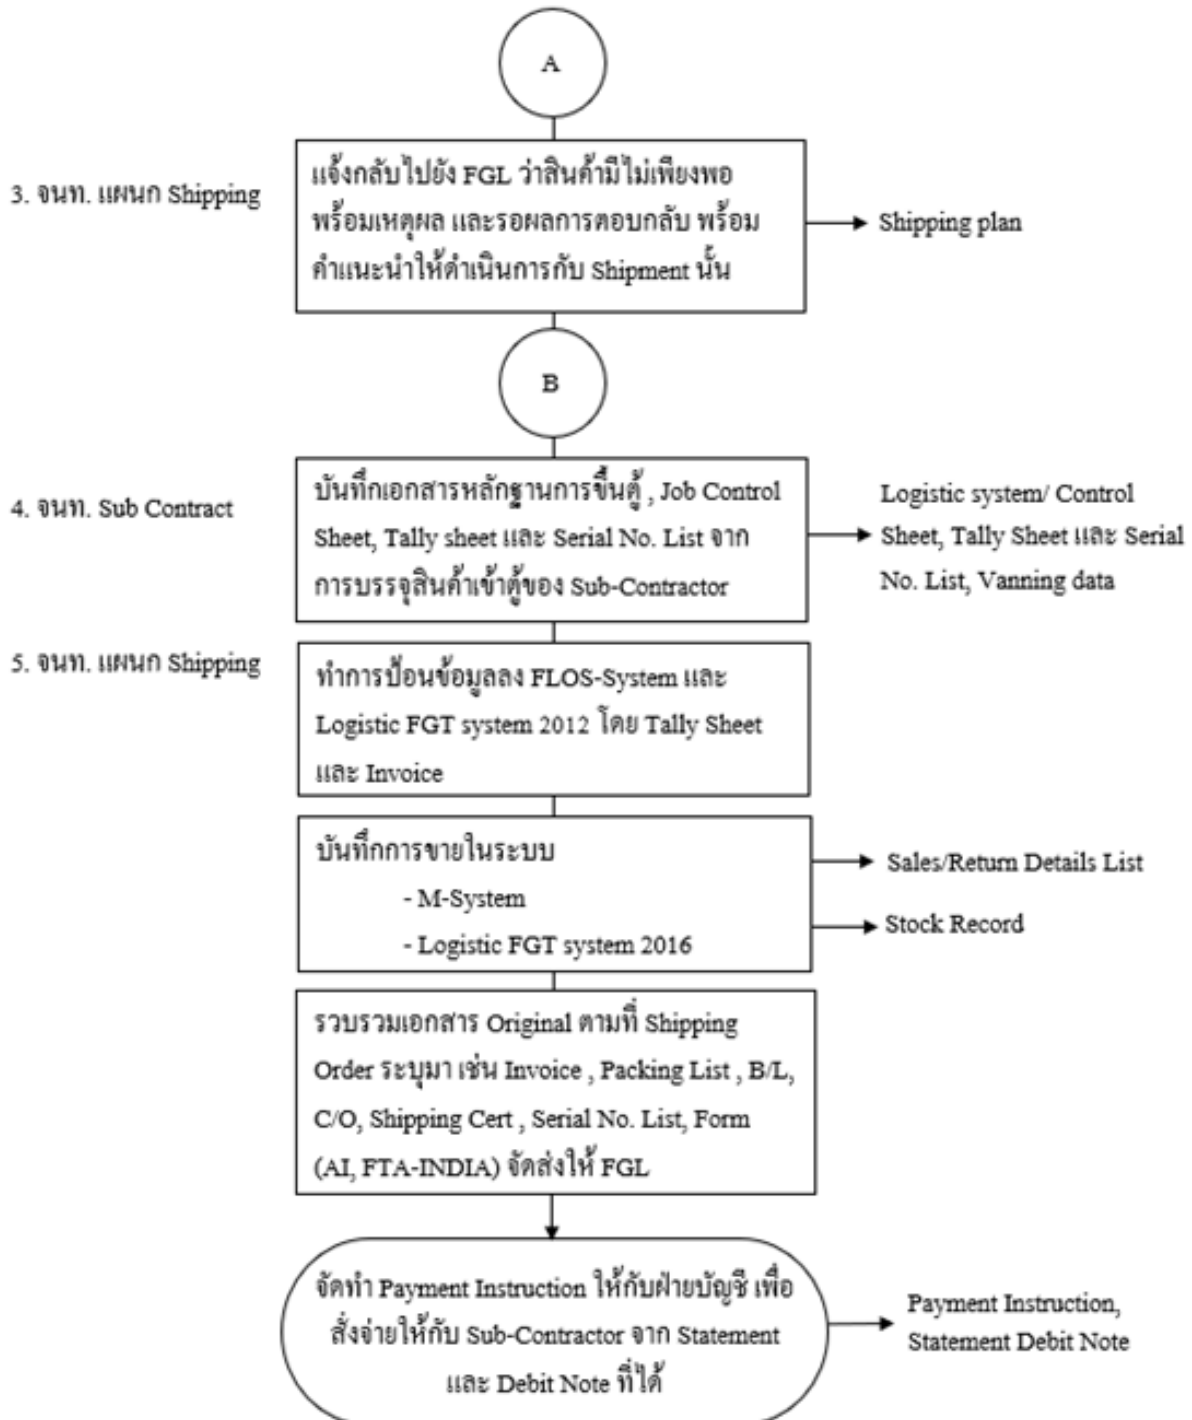 A
3. จนท. แผนก Shipping
แจ้งกลับไปยัง FGL ว่าสินค้ามีไม่เพียงพอ
พร้อมเหตุผล และรอผลการตอบกลับ พร้อม
คำแนะนำให้ดำเนินการกับ Shipment นั้น
Shipping plan
B
4. จนท. Sub Contract
บันทึกเอกสารหลักฐานการขึ้นตู้ , Job Control
Sheet, Tally sheet และ Serial No. List จาก
การบรรจุสินค้าเข้าตู้ของ Sub-Contractor
Logistic system/ Control
Sheet, Tally Sheet และ Serial
No. List, Vanning data
5. จนท. แผนก Shipping
ทำการป้อนข้อมูลลง FLOS-System และ
Logistic FGT system 2012 โดย Tally Sheet
และ Invoice
บันทึกการขายในระบบ
- M-System
- Logistic FGT system 2016
Sales/Return Details List
Stock Record
รวบรวมเอกสาร Original ตามที่ Shipping
Order ระบุมา เช่น Invoice , Packing List , B/L,
C/O, Shipping Cert , Serial No. List, Form
(AI, FTA-INDIA) จัดส่งให้ FGL
จัดทำ Payment Instruction ให้กับฝ่ายบัญชี เพื่อ
สั่งจ่ายให้กับ Sub-Contractor จาก Statement
และ Debit Note ที่ได้
Payment Instruction,
Statement Debit Note